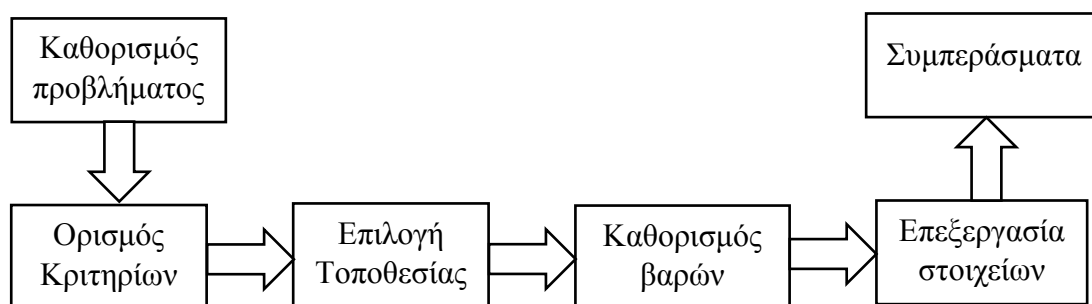 Καθορισμός
προβλήματος
Ορισμός
Κριτηρίων
Επιλογή
Τοποθεσίας
Καθορισμός
βαρών
Επεξεργασία
στοιχείων
Συμπεράσματα